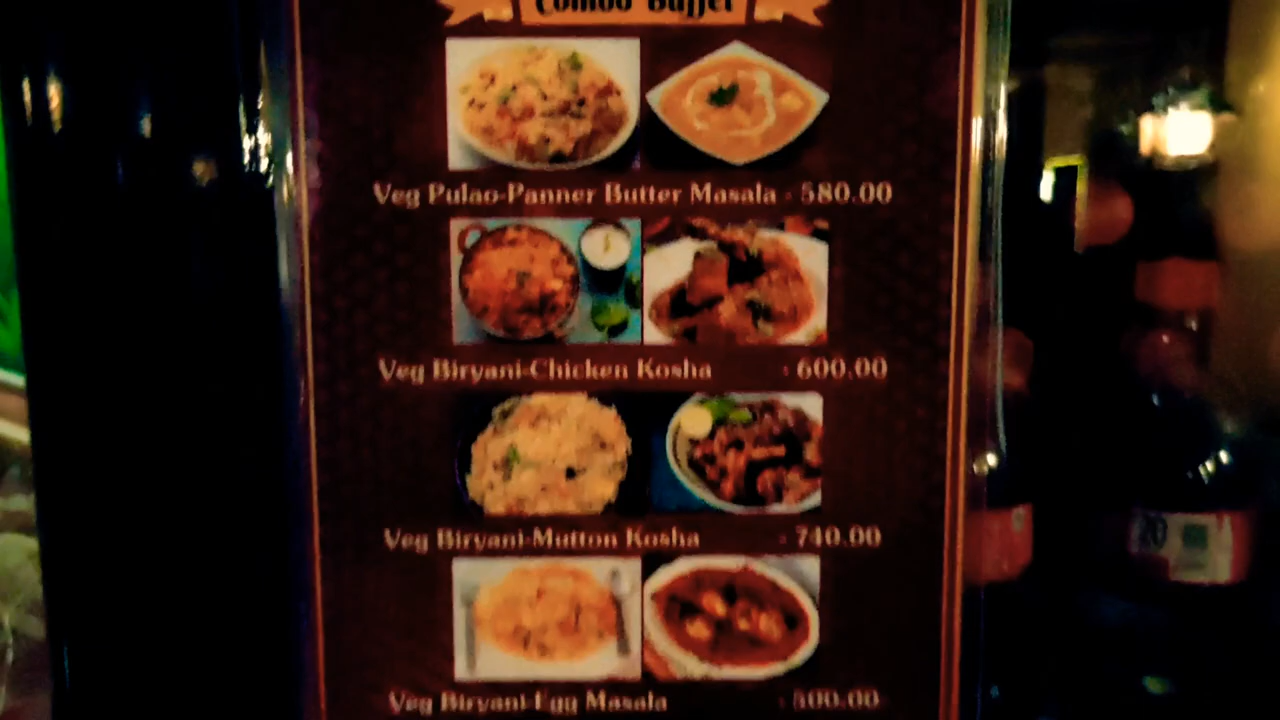 Combo Buffet
Veg Pulao-Panner Butter Masala - 580.00
Veg Biryani-Chicken Kosha - 600.00
Veg Biryani-Mutton Kosha - 740.00
Veg Biryani-Egg Masala - 500.00
20